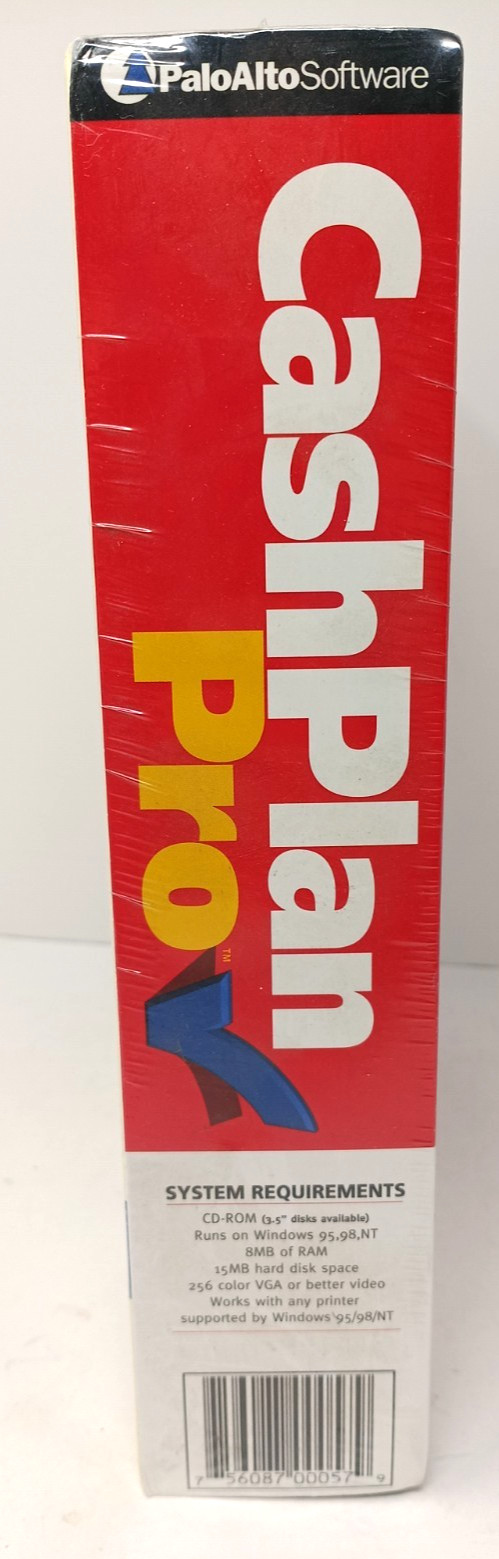 PaloAltoSoftware
CashPlan
Pro™
SYSTEM REQUIREMENTS
CD-ROM (3.5" disks available)
Runs on Windows 95,98,NT
8MB of RAM
15MB hard disk space
256 color VGA or better video
Works with any printer
supported by Windows 95/98/NT
7 56087 00057 9